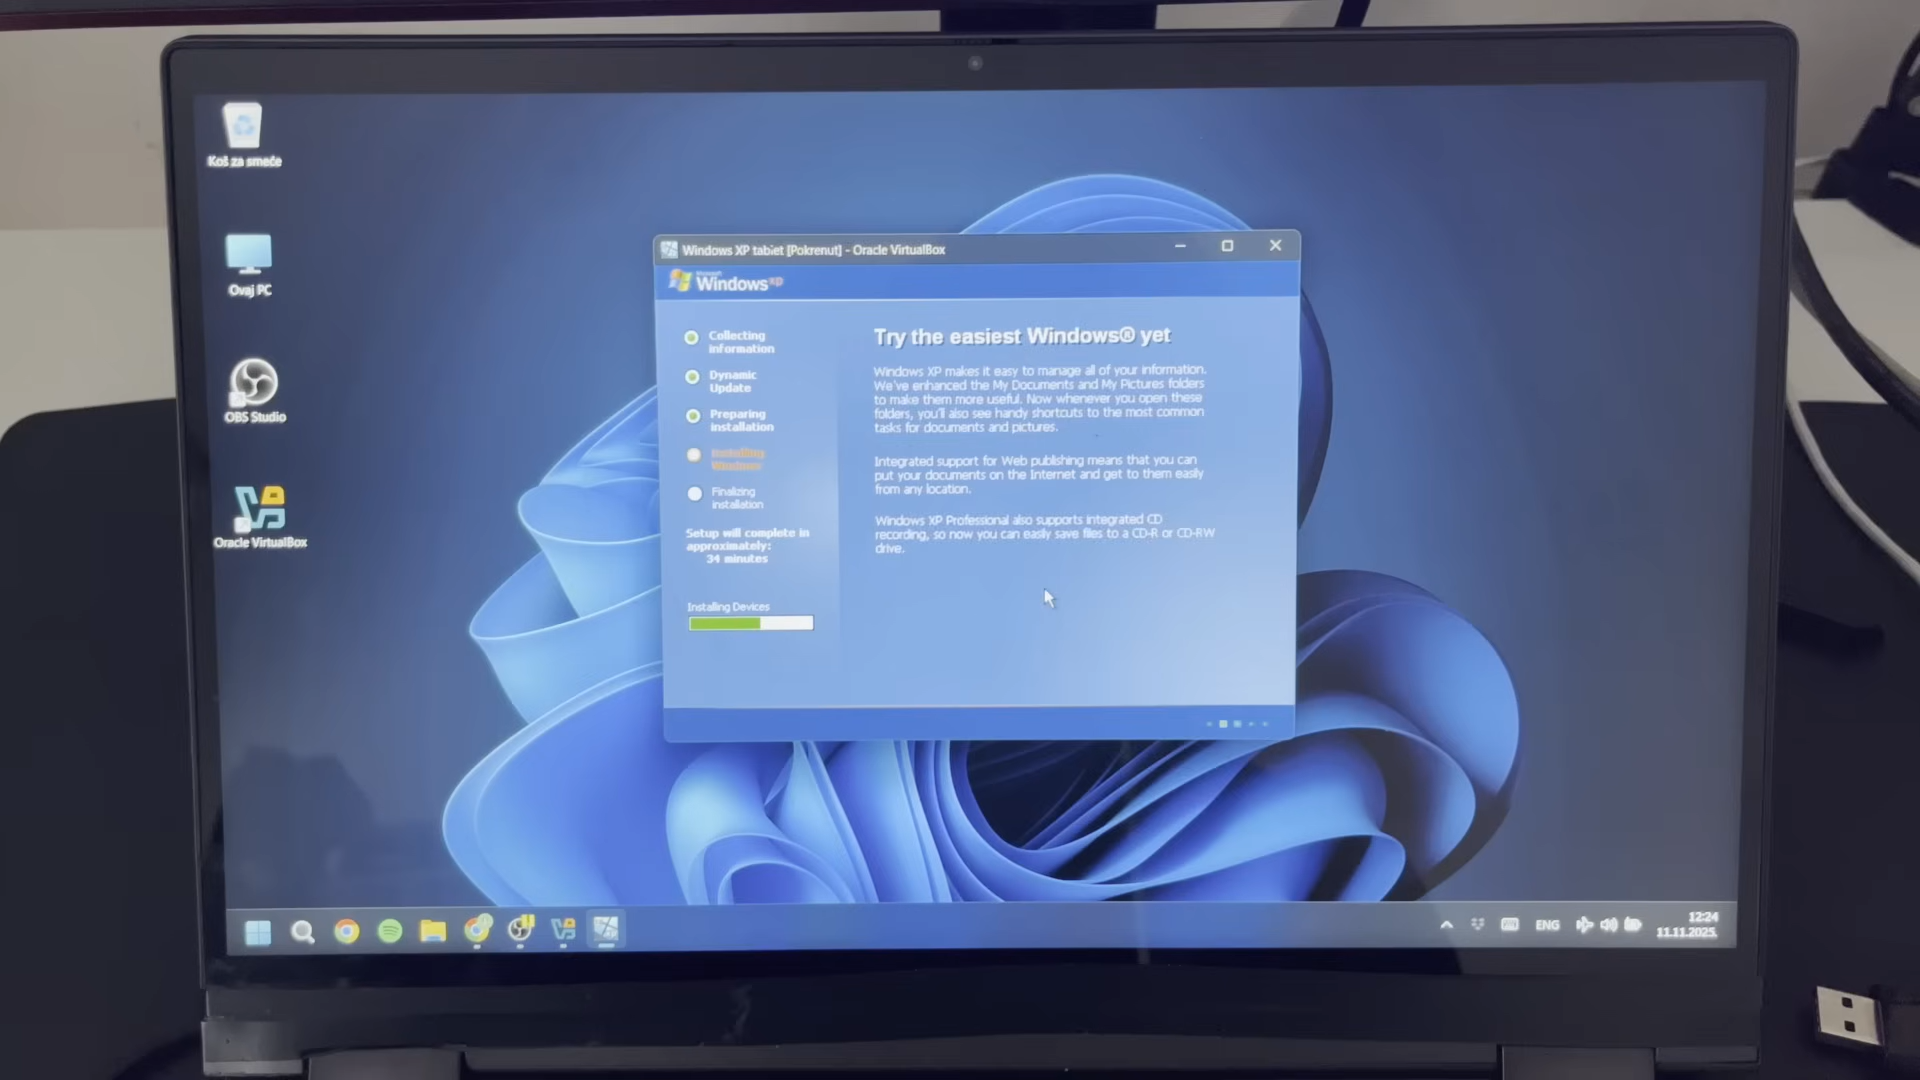 Koš za smeće
Ovaj PC
OBS Studio
Oracle VirtualBox
Windows XP tablet [Pokrenut] - Oracle VirtualBox
Microsoft
Windows xp
Collecting
information
Dynamic
Update
Preparing
installation
Installing
Windows
Finalizing
installation
Setup will complete in
approximately:
34 minutes
Installing Devices
Try the easiest Windows® yet
Windows XP makes it easy to manage all of your information.
We've enhanced the My Documents and My Pictures folders
to make them more useful. Now whenever you open these
folders, you'll also see handy shortcuts to the most common
tasks for documents and pictures.
Integrated support for Web publishing means that you can
put your documents on the Internet and get to them easily
from any location.
Windows XP Professional also supports integrated CD
recording, so now you can easily save files to a CD-R or CD-RW
drive.
ENG
12:24
11.11.2025.